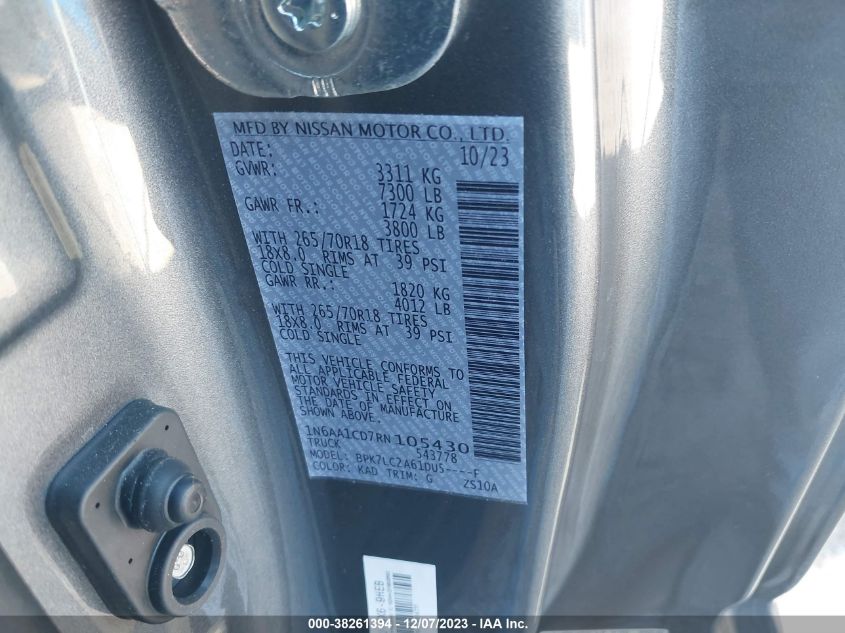 MFD BY NISSAN MOTOR CO., LTD.
DATE: 10/23
GVWR: 3311 KG
7300 LB
GAWR FR.: 1724 KG
3800 LB
WITH 265/70R18 TIRES
18X8.0 RIMS AT 39 PSI
COLD SINGLE
GAWR RR.: 1820 KG
4012 LB
WITH 265/70R18 TIRES
18X8.0 RIMS AT 39 PSI
COLD SINGLE
THIS VEHICLE CONFORMS TO
ALL APPLICABLE FEDERAL
MOTOR VEHICLE SAFETY
STANDARDS IN EFFECT ON
THE DATE OF MANUFACTURE
SHOWN ABOVE.
1N6AA1CD7RN105430
TRUCK 543778
MODEL: BPK7LC2A61DU5----F
COLOR: KAD TRIM: G ZS10A
9HEB
108-38261394 - 12/07/2023 - IAAI.COM